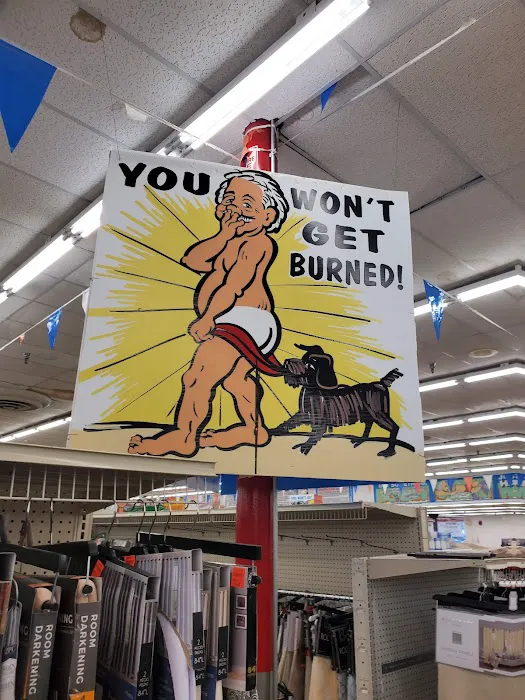 YOU WON'T
GET
BURNED!
ROOM
DARKENING
ROOM
DARKENING